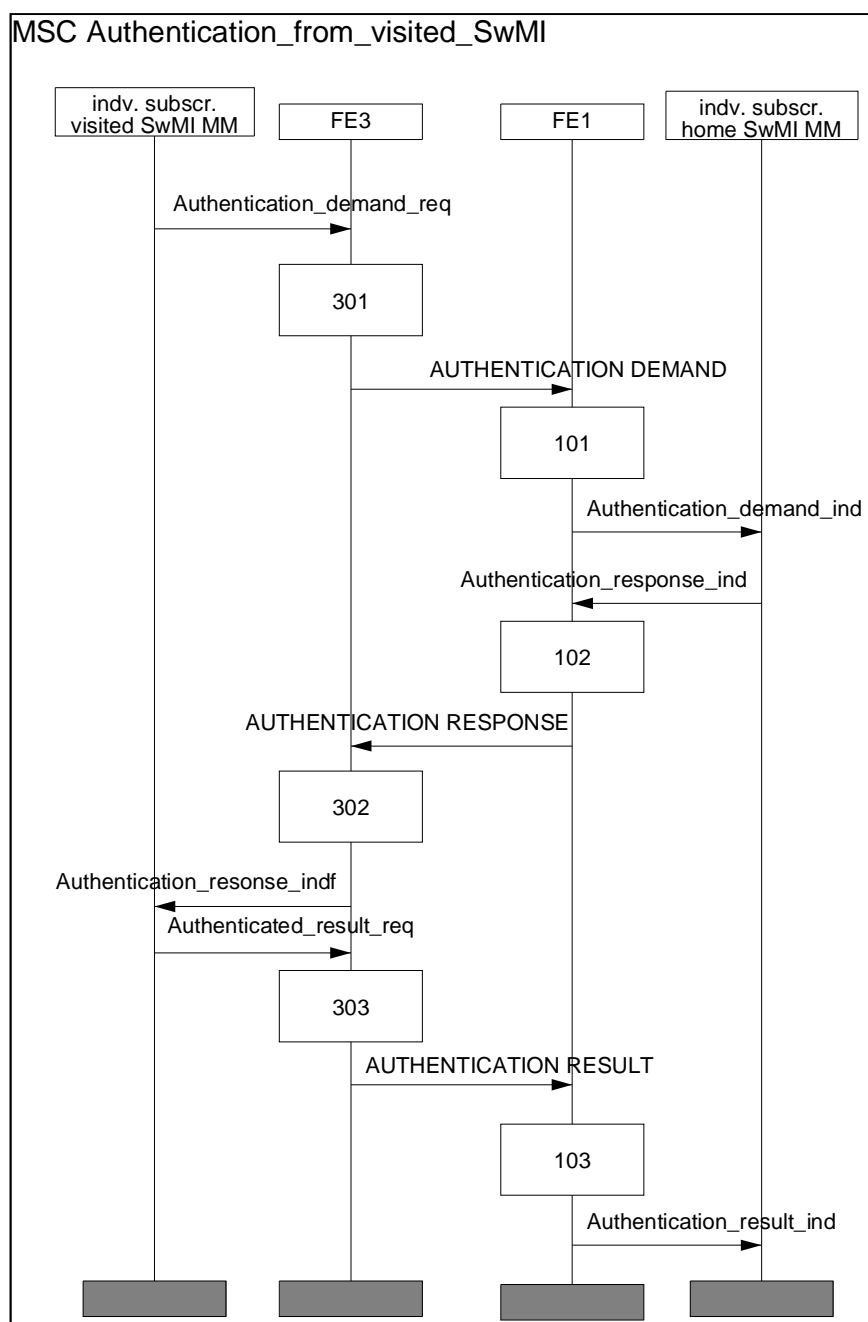 MSC Authentication_from_visited_SwMI
indv. subscr.
visited SwMI MM
FE3
FE1
indv. subscr.
home SwMI MM
Authentication_demand_req
301
AUTHENTICATION DEMAND
101
Authentication_demand_ind
Authentication_response_ind
102
AUTHENTICATION RESPONSE
302
Authentication_resonse_indf
Authenticated_result_req
303
AUTHENTICATION RESULT
103
Authentication_result_ind